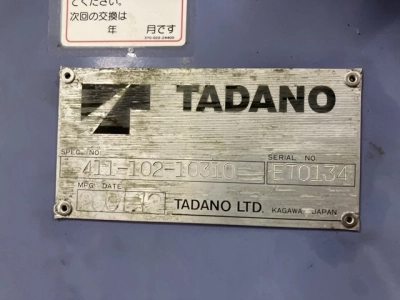 てください。
次回の交換は
年 月です
TADANO
SPEC. NO.
SERIAL NO
411-102-10310
ET0134
MFG. DATE
TADANO LTD. KAGAWA, JAPAN